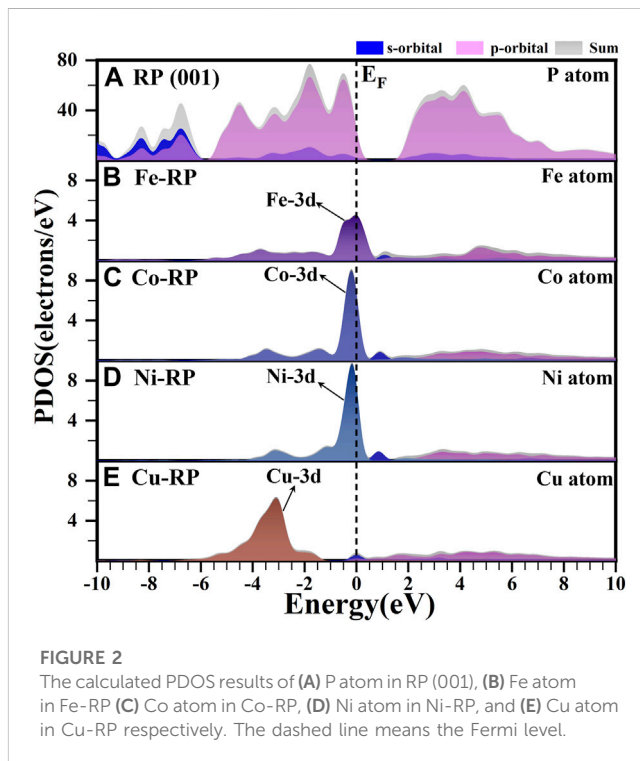 s-orbital p-orbital Sum
80
40
A RP (001) E_F P atom
8
4
B Fe-RP Fe atom
Fe-3d
8
4
C Co-RP Co atom
Co-3d
8
4
D Ni-RP Ni atom
Ni-3d
8
4
E Cu-RP Cu atom
Cu-3d
PDOS(electrons/eV)
-10 -8 -6 -4 -2 0 2 4 6 8 10
Energy(eV)
FIGURE 2
The calculated PDOS results of (A) P atom in RP (001), (B) Fe atom
in Fe-RP (C) Co atom in Co-RP, (D) Ni atom in Ni-RP, and (E) Cu atom
in Cu-RP respectively. The dashed line means the Fermi level.